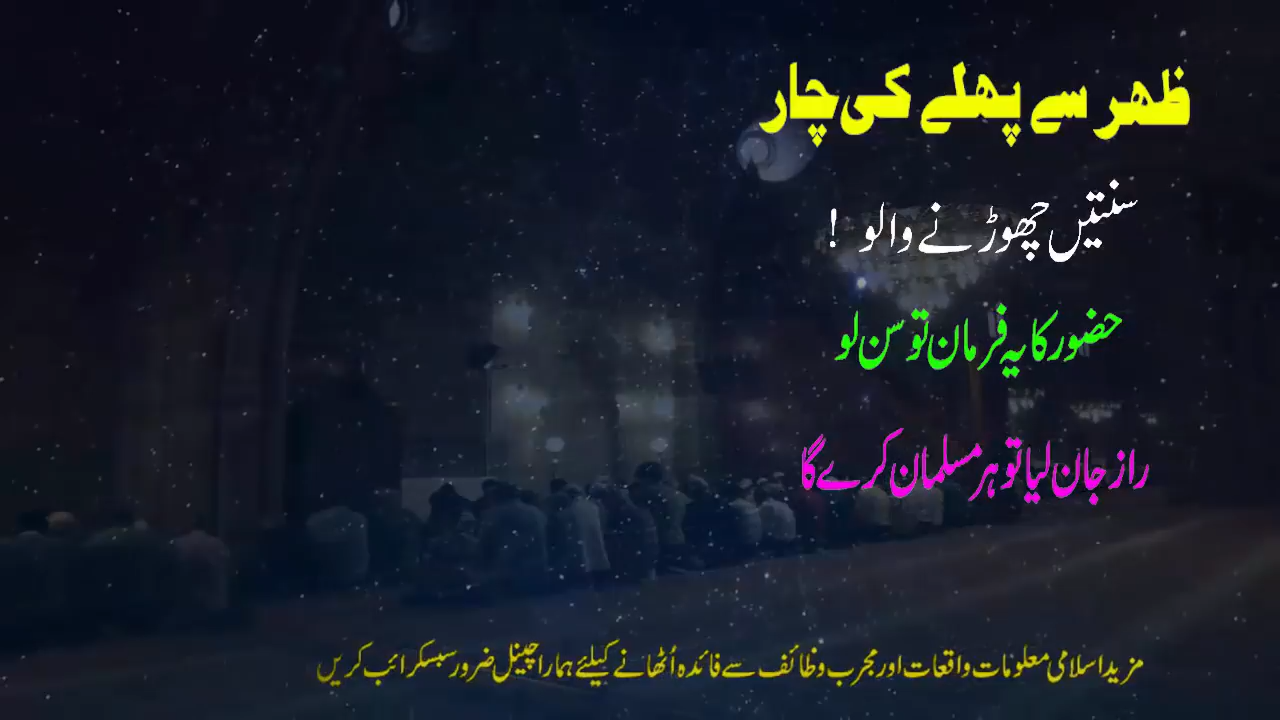 ظہر سے پہلے کی چار
سنتیں چھوڑنے والو !
حضور کا یہ فرمان تو سن لو
راز جان لیا تو ہر مسلمان کرے گا
مزید اسلامی معلومات واقعات اور مجرب وظائف سے فائدہ اُٹھانے کیلئے ہمارا چینل ضرور سبسکرائب کریں